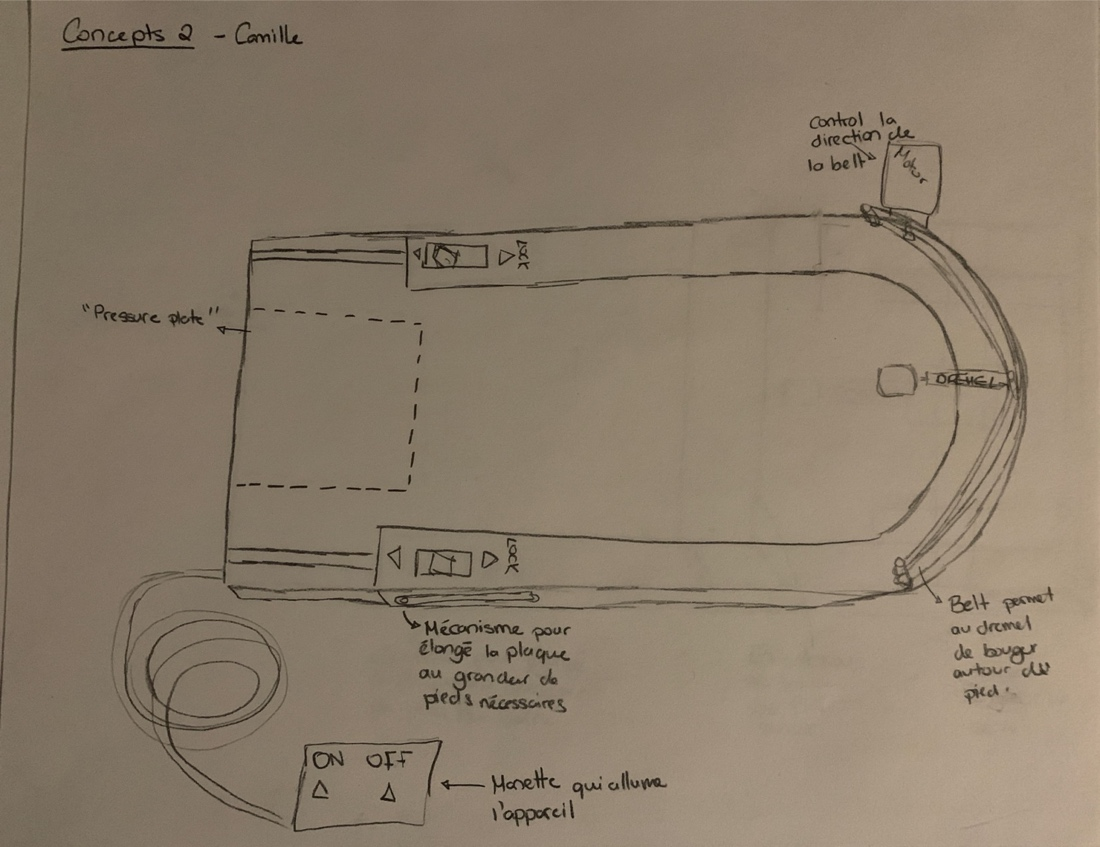 Concepts 2 - Camille
Control la
direction de
la belt
Motor
LOCK
"Pressure plate"
DREMEL
LOCK
Belt permet
au dremel
de bouger
autour du
pied.
Mécanisme pour
élongé la plaque
au grandeur de
pieds nécessaires
ON OFF
Manette qui allume
l'appareil